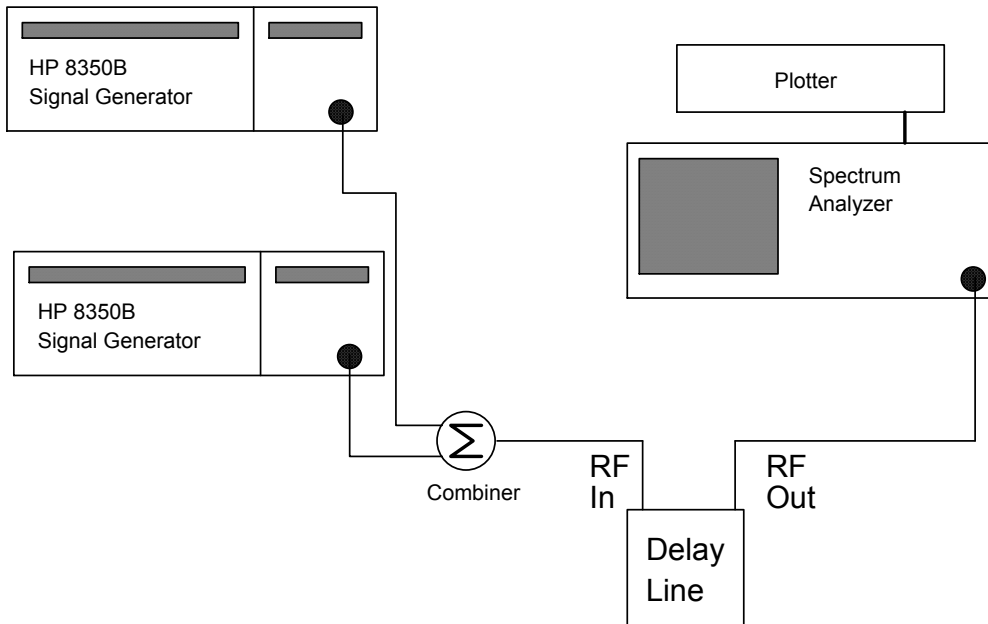 HP 8350B
Signal Generator
Plotter
Spectrum
Analyzer
HP 8350B
Signal Generator
Σ
Combiner
RF
In
RF
Out
Delay
Line